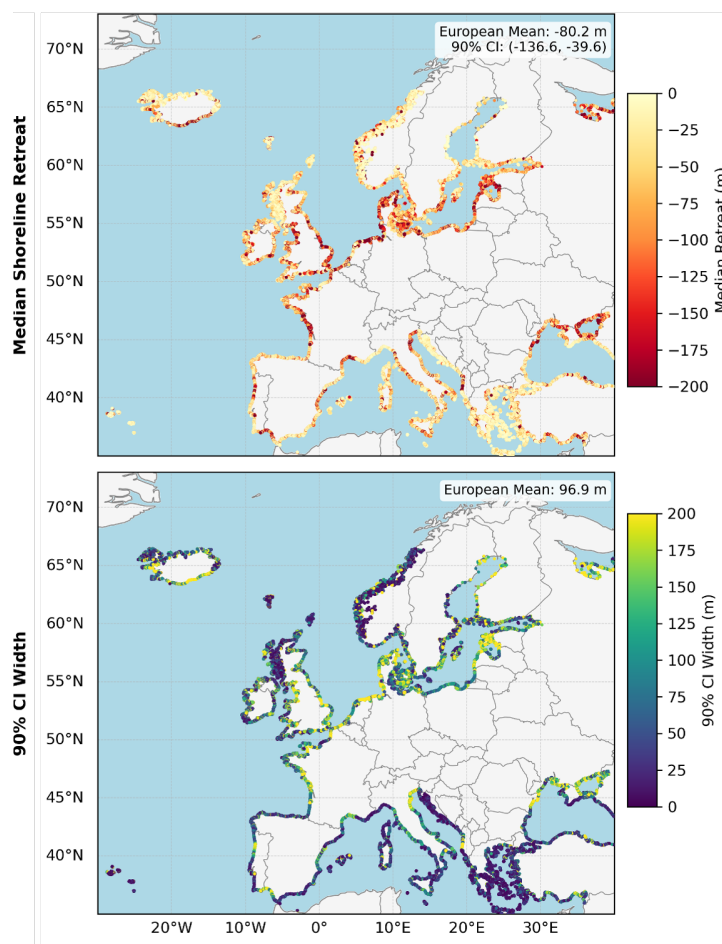 Median Shoreline Retreat
European Mean: -80.2 m
90% CI: (-136.6, -39.6)
70°N
65°N
60°N
55°N
50°N
45°N
40°N
0
−25
−50
−75
−100
−125
−150
−175
−200
Median Retreat (m)
90% CI Width
European Mean: 96.9 m
70°N
65°N
60°N
55°N
50°N
45°N
40°N
20°W
10°W
0°
10°E
20°E
30°E
200
175
150
125
100
75
50
25
0
90% CI Width (m)